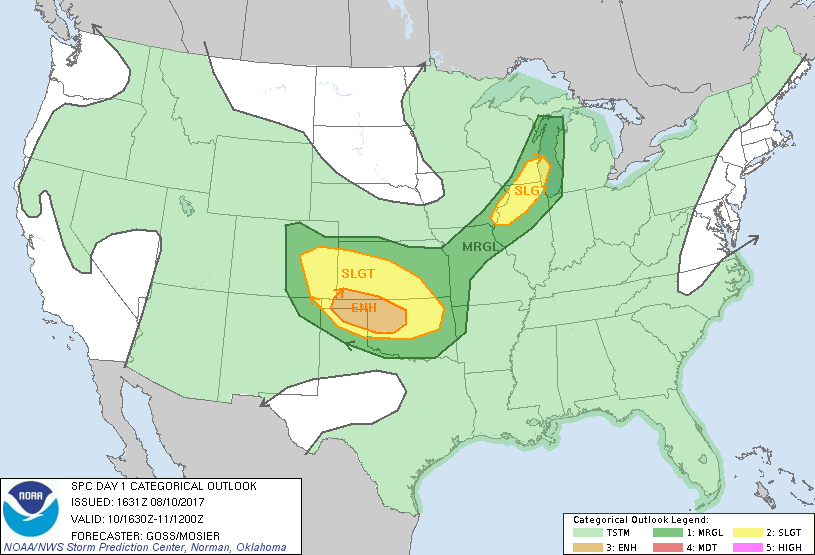 SLGT
MRGL
SLGT
ENH
NOAA
SPC DAY 1 CATEGORICAL OUTLOOK
ISSUED: 1631Z 08/10/2017
VALID: 10/1630Z-11/1200Z
FORECASTER: GOSS/MOSIER
NOAA/NWS Storm Prediction Center, Norman, Oklahoma
Categorical Outlook Legend:
TSTM 1: MRGL 2: SLGT
3: ENH 4: MDT 5: HIGH